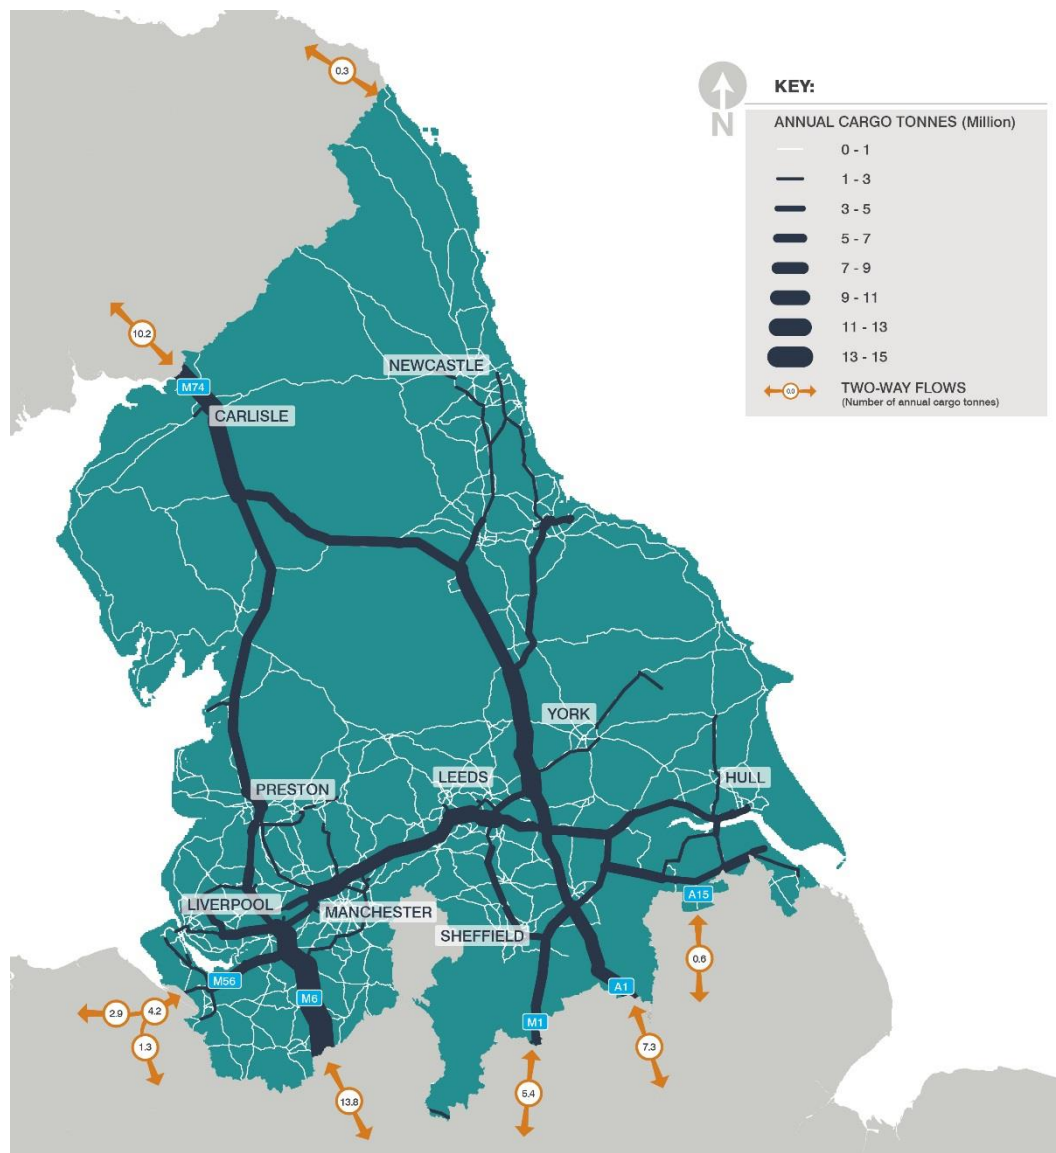 0.3
KEY:
N
ANNUAL CARGO TONNES (Million)
0 - 1
1 - 3
3 - 5
5 - 7
7 - 9
9 - 11
11 - 13
13 - 15
0.0
TWO-WAY FLOWS
(Number of annual cargo tonnes)
10.2
NEWCASTLE
M74
CARLISLE
YORK
LEEDS
HULL
PRESTON
A15
LIVERPOOL
MANCHESTER
SHEFFIELD
0.6
M56
M6
A1
M1
2.9
4.2
1.3
7.3
5.4
13.8